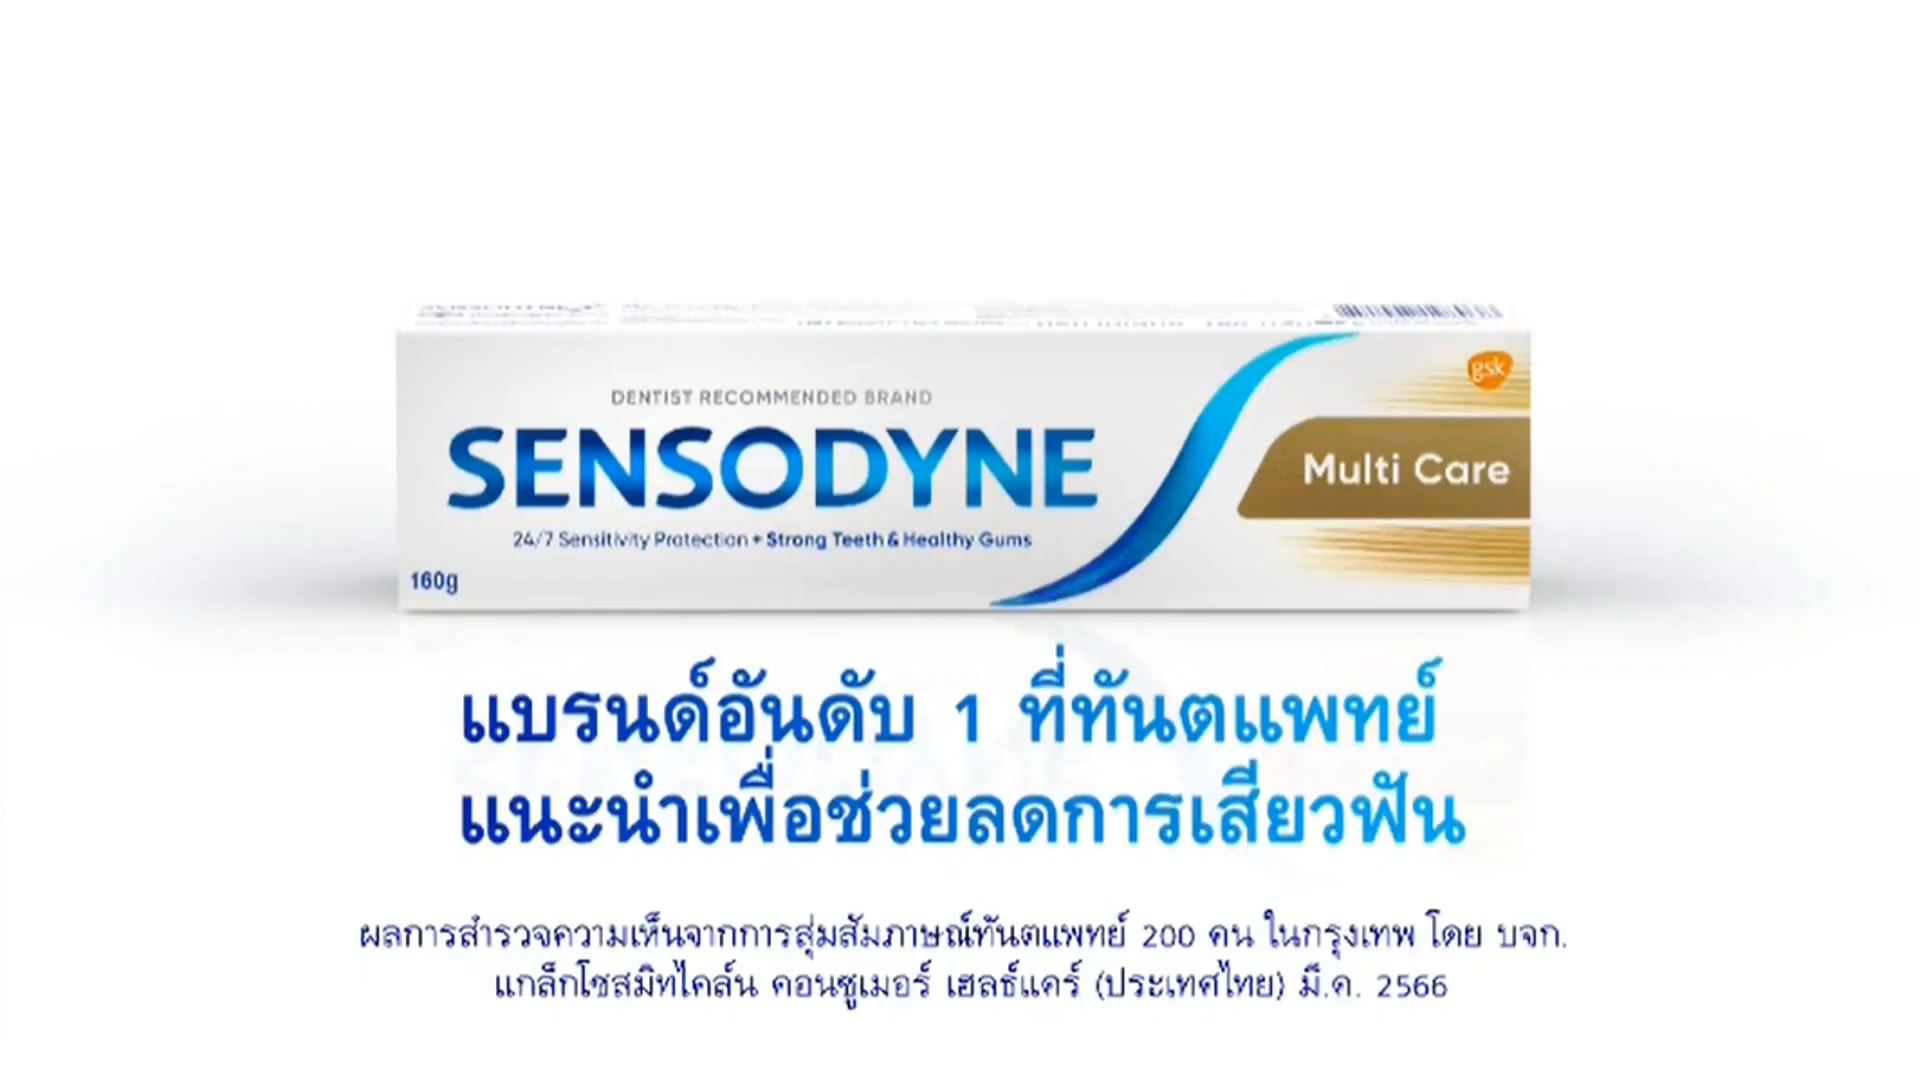 DENTIST RECOMMENDED BRAND
SENSODYNE
24/7 Sensitivity Protection + Strong Teeth & Healthy Gums
160g
gsk
Multi Care
แบรนด์อันดับ 1 ที่ทันตแพทย์
แนะนำเพื่อช่วยลดการเสียวฟัน
ผลการสำรวจความเห็นจากการสุ่มสัมภาษณ์ทันตแพทย์ 200 คน ในกรุงเทพ โดย บจก.
แกล็กโซสมิทไคล์น คอนซูเมอร์ เฮลธ์แคร์ (ประเทศไทย) มี.ค. 2566